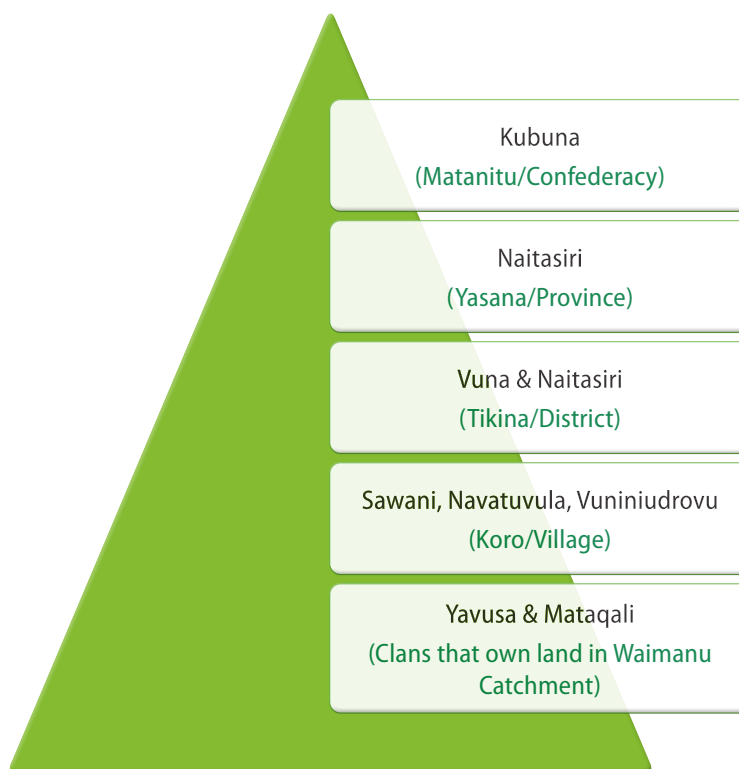 Kubuna
(Matanitu/Confederacy)
Naitasiri
(Yasana/Province)
Vuna & Naitasiri
(Tikina/District)
Sawani, Navatuvula, Vuniniudrovu
(Koro/Village)
Yavusa & Mataqali
(Clans that own land in Waimanu
Catchment)